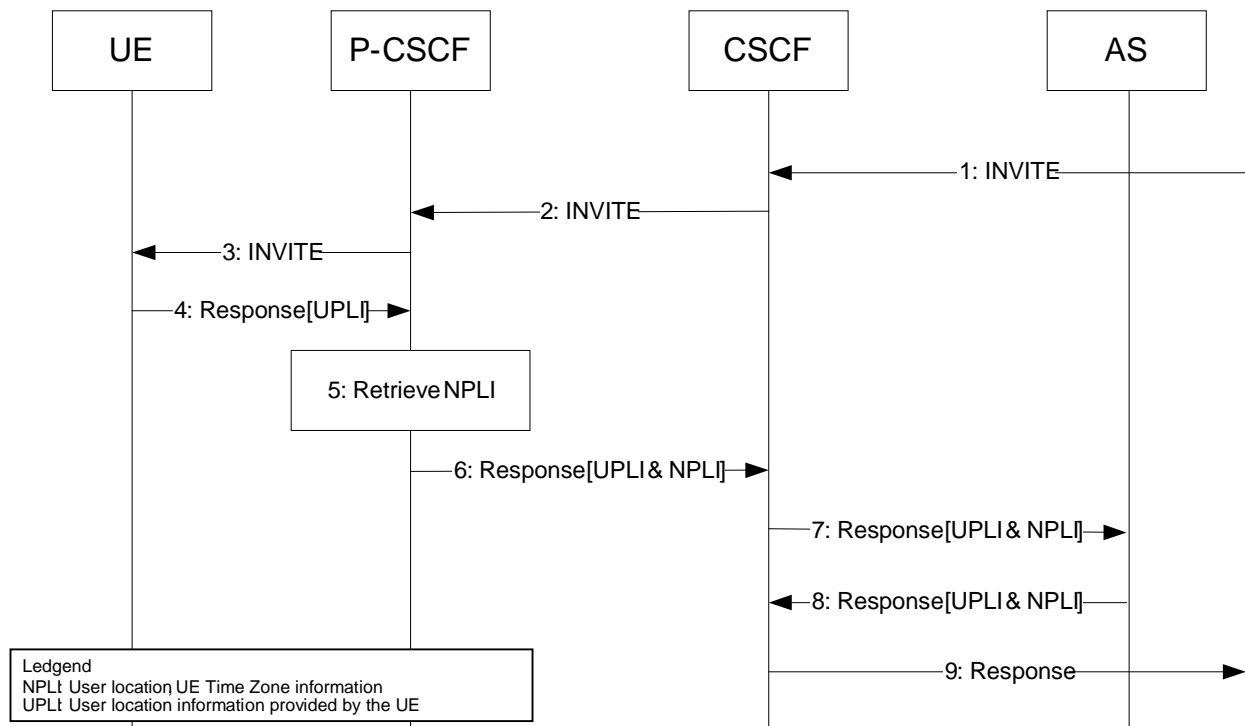 UE
P-CSCF
CSCF
AS
1: INVITE
2: INVITE
3: INVITE
4: Response[UPLI]
5: Retrieve NPLI
6: Response[UPLI & NPLI]
7: Response[UPLI & NPLI]
8: Response[UPLI & NPLI]
9: Response
Ledgend
NPLI: User location, UE Time Zone information
UPLI: User location information provided by the UE